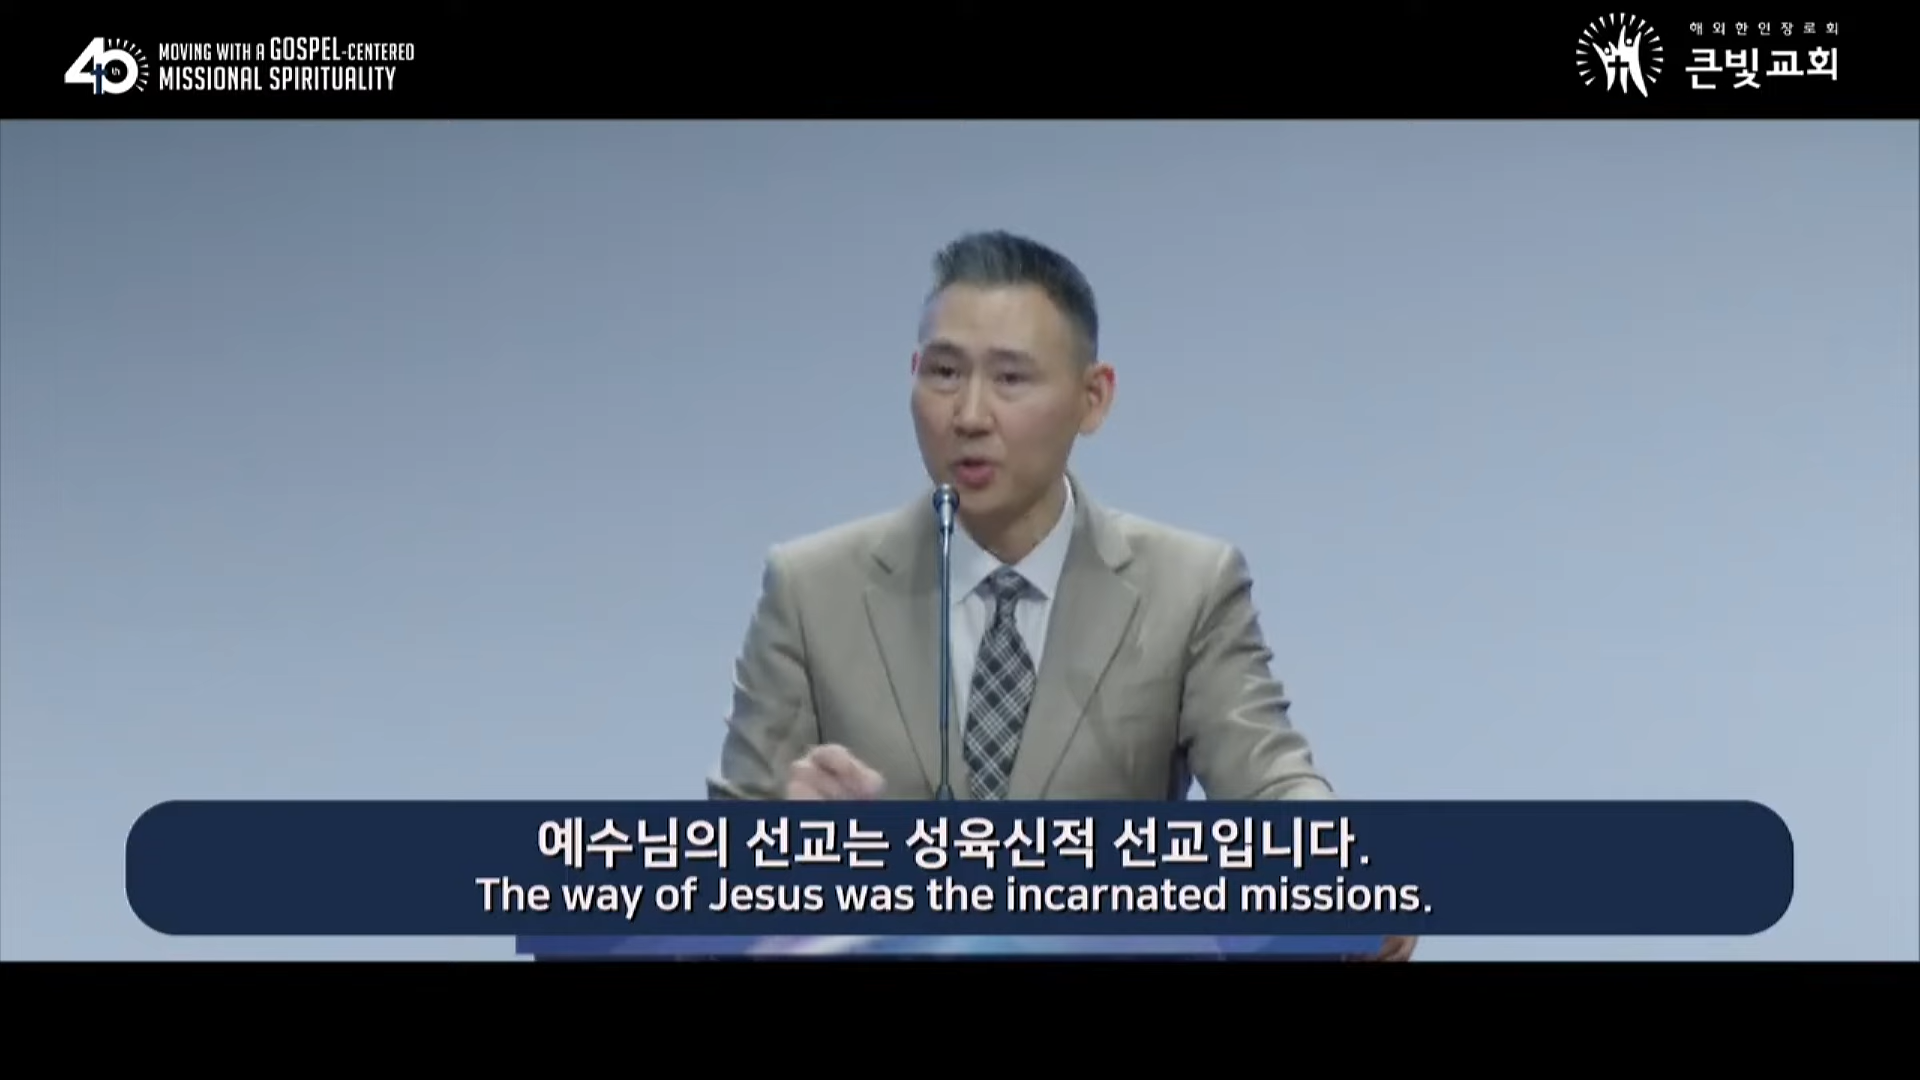 40th
MOVING WITH A GOSPEL-CENTERED
MISSIONAL SPIRITUALITY
해외한인장로회
큰빛교회
예수님의 선교는 성육신적 선교입니다.
The way of Jesus was the incarnated missions.